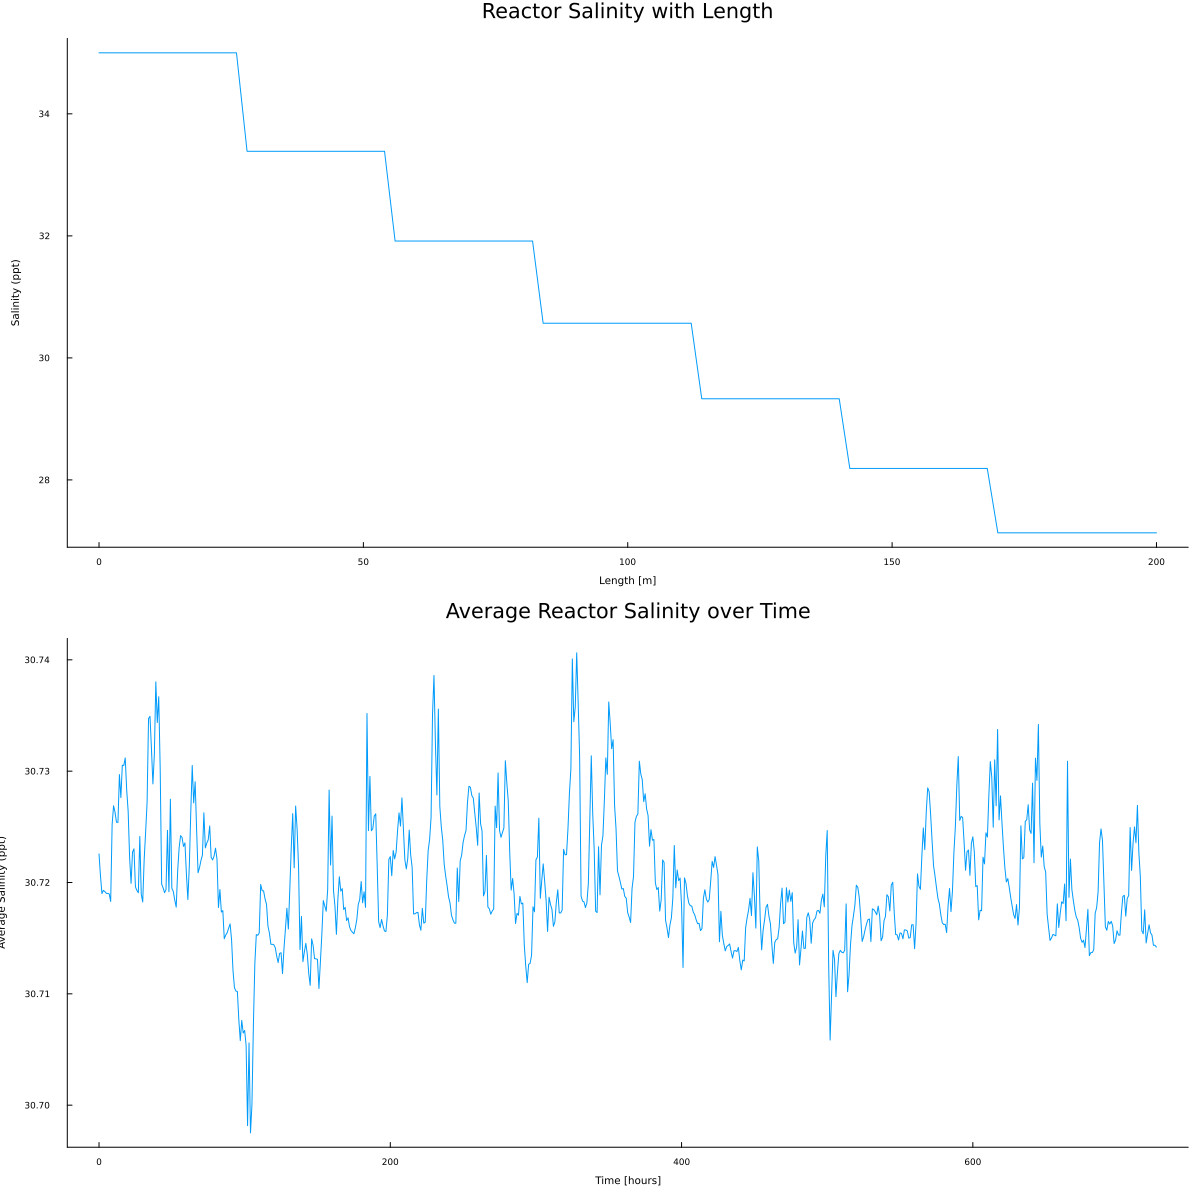 Reactor Salinity with Length
34
32
30
28
Salinity (ppt)
0 50 100 150 200
Length [m]
Average Reactor Salinity over Time
30.74
30.73
30.72
30.71
30.70
Average Salinity (ppt)
0 200 400 600
Time [hours]